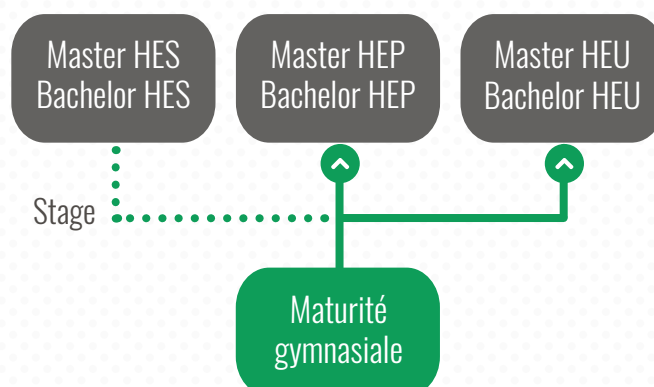 Master HES
Bachelor HES
Master HEP
Bachelor HEP
Master HEU
Bachelor HEU
Stage
Maturité
gymnasiale